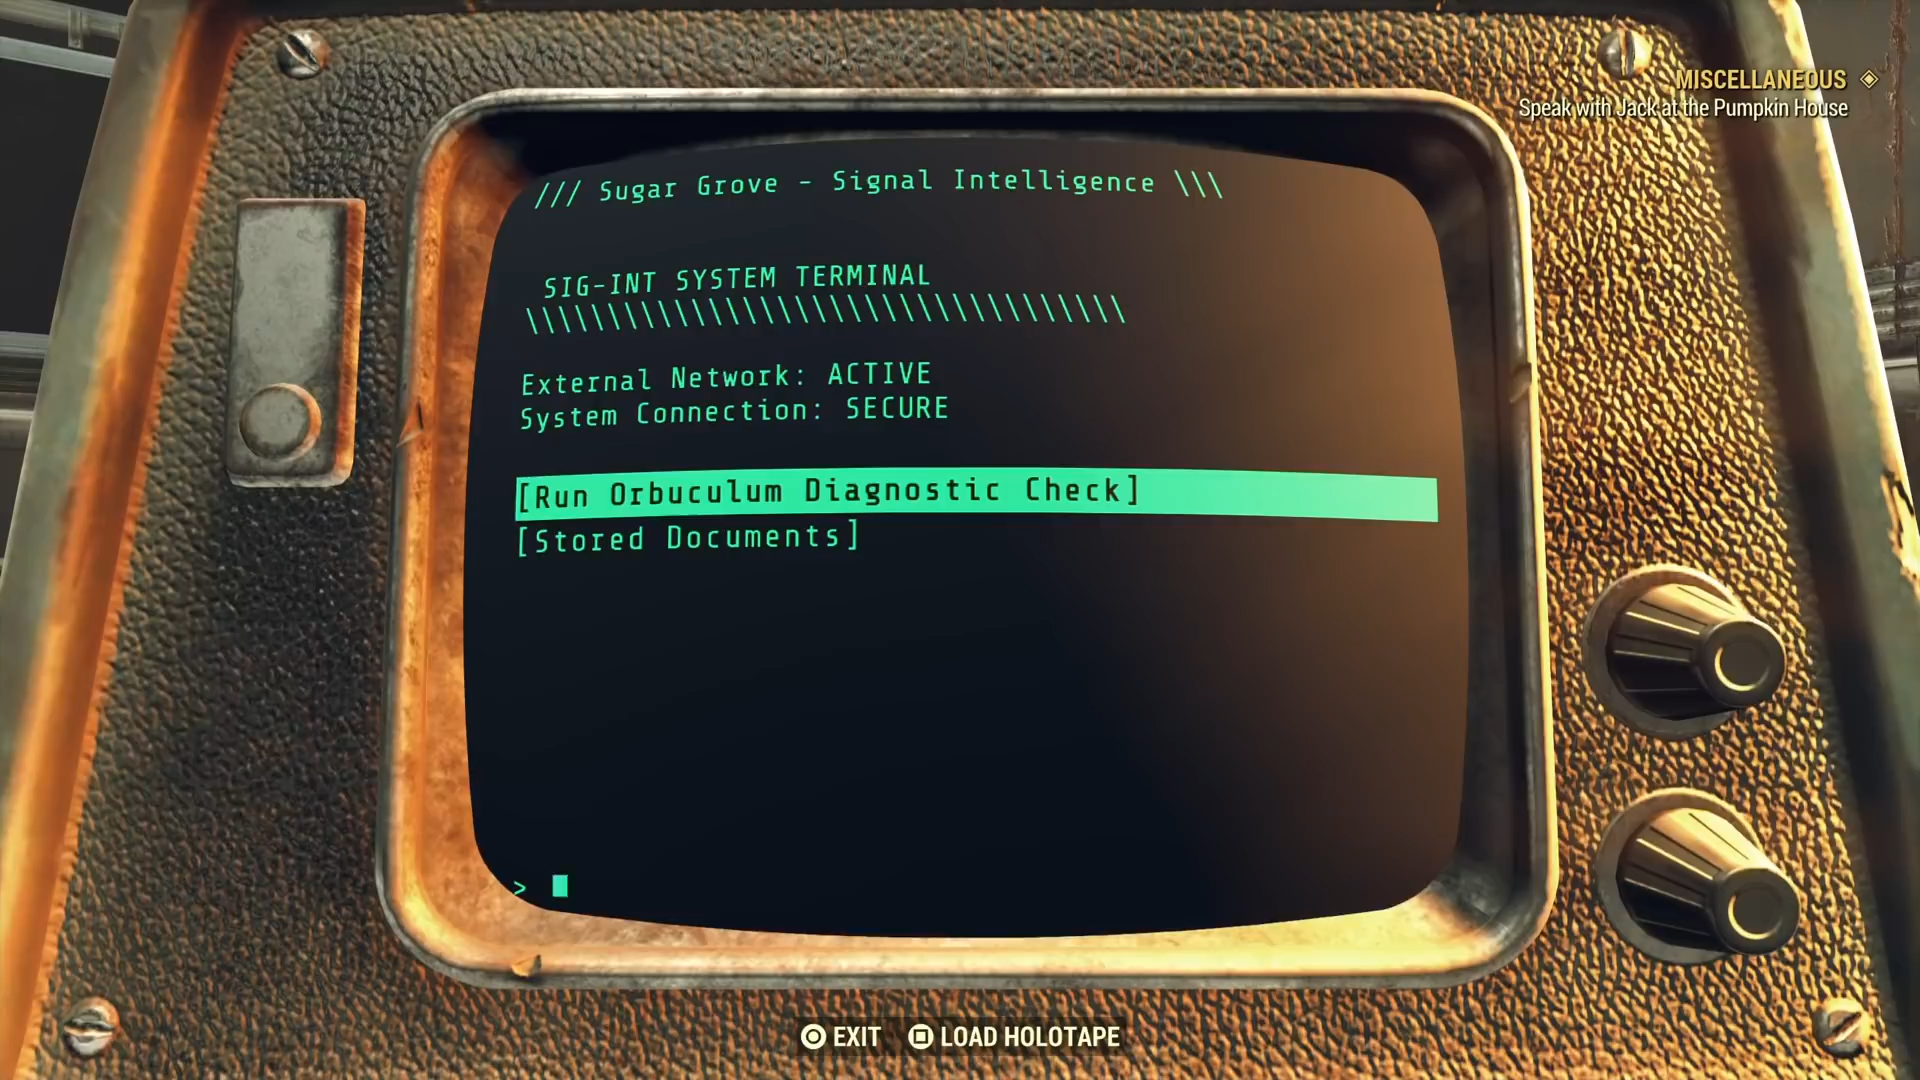 MISCELLANEOUS
Speak with Jack at the Pumpkin House
/// Sugar Grove - Signal Intelligence \\\
SIG-INT SYSTEM TERMINAL
\\\\\\\\\\\\\\\\\\\\\\\\\\\\\\\\\\\
External Network: ACTIVE
System Connection: SECURE
[Run Orbuculum Diagnostic Check]
[Stored Documents]
>
EXIT LOAD HOLOTAPE